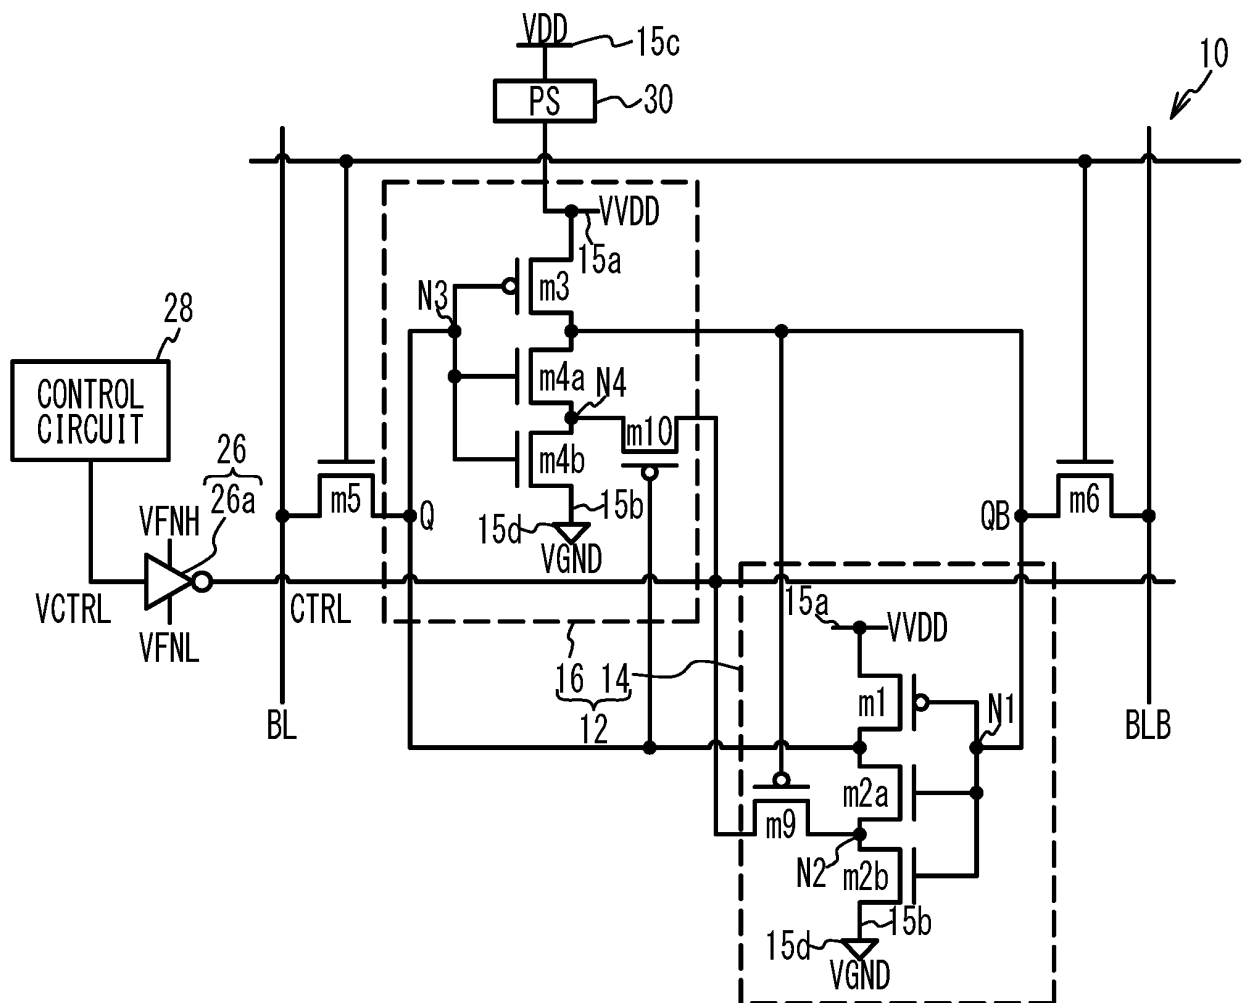 VDD
15c
PS
30
10
VVDD
15a
m3
N3
28
CONTROL
CIRCUIT
m4a
N4
m10
m4b
26
26a
m5
Q
15b
15d
VGND
QB
m6
VFNH
VCTRL
CTRL
VFNL
15a
VVDD
16 14
12
m1
N1
BL
BLB
m2a
m9
N2
m2b
15b
15d
VGND